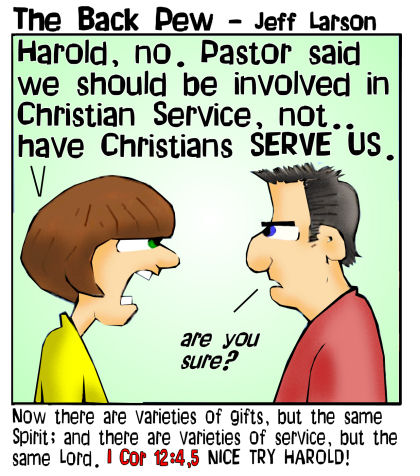 The Back Pew - Jeff Larson
Harold, no. Pastor said
we should be involved in
Christian Service, not..
have Christians SERVE US.
are you
sure?
Now there are varieties of gifts, but the same
Spirit; and there are varieties of service, but the
same Lord. 1 Cor 12:4,5 NICE TRY HAROLD!